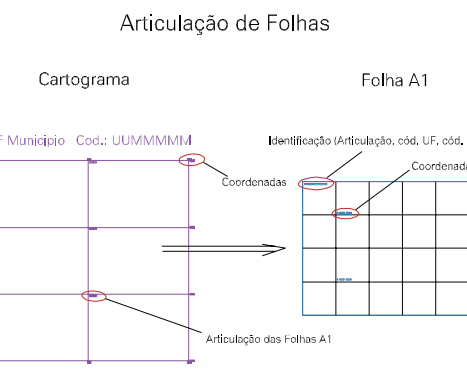 Articulação de Folhas
Cartograma
Folha A1
F Município Cod.: UUMMMMM
Identificação (Articulação, cód. UF, cód.
Coordenadas
Coordenada
Articulação das Folhas A1